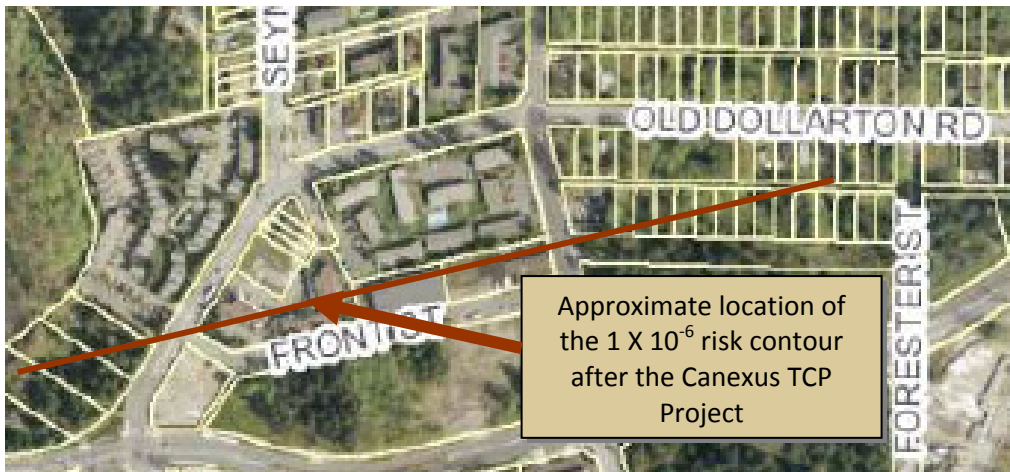 SEYM
OLD DOLLARTON RD
FRONT ST
FORESTER ST
Approximate location of
the 1 X 10⁻⁶ risk contour
after the Canexus TCP
Project